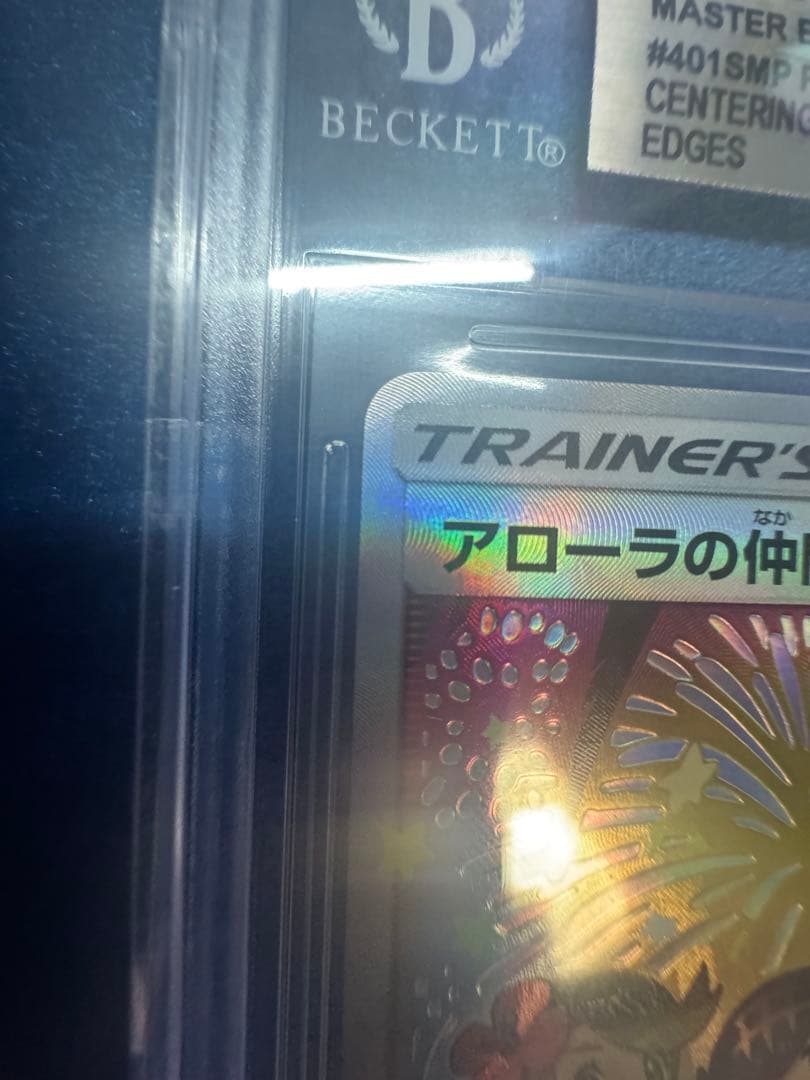 B
BECKETT®
MASTER
#401SMP
CENTERING
EDGES
TRAINER'S
なか
アローラの仲